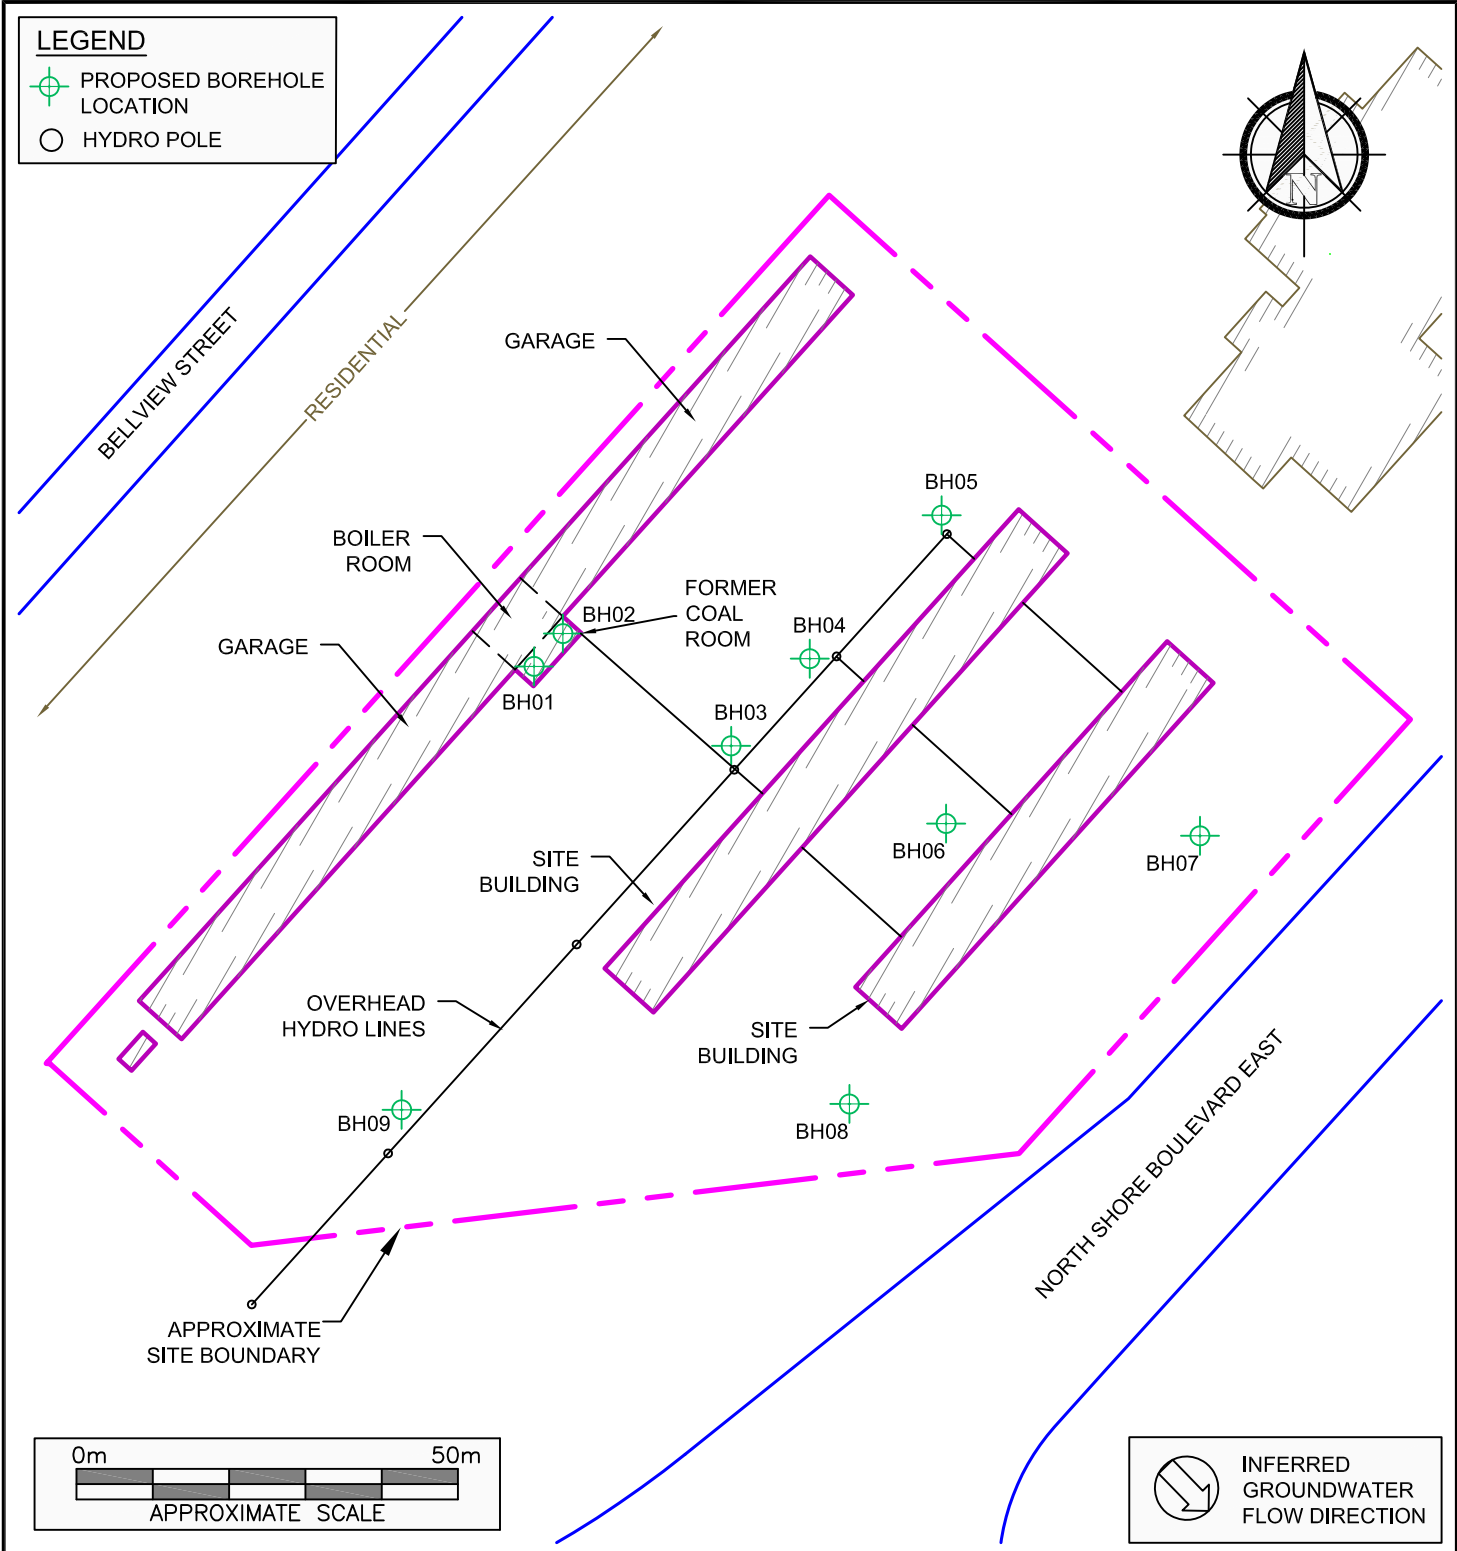 LEGEND
PROPOSED BOREHOLE
LOCATION
HYDRO POLE
N
BELLVIEW STREET
RESIDENTIAL
GARAGE
BOILER
ROOM
GARAGE
BH02
FORMER
COAL
ROOM
BH01
BH05
BH04
BH03
BH06
BH07
SITE
BUILDING
OVERHEAD
HYDRO LINES
SITE
BUILDING
BH09
BH08
NORTH SHORE BOULEVARD EAST
APPROXIMATE
SITE BOUNDARY
0m 50m
APPROXIMATE SCALE
INFERRED
GROUNDWATER
FLOW DIRECTION